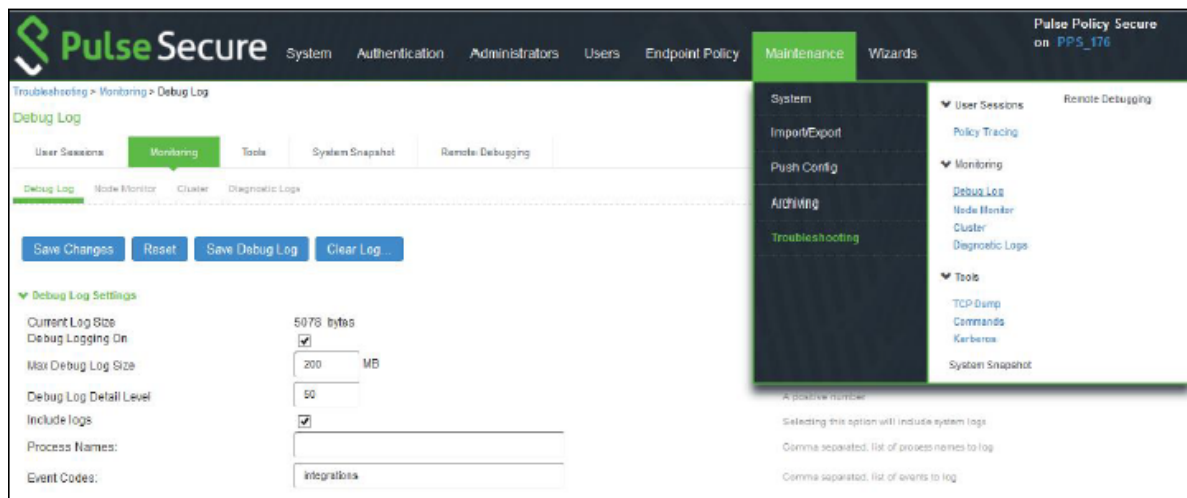 Pulse Secure
System Authentication Administrators Users Endpoint Policy Maintenance Wizards
Pulse Policy Secure
on PPS_176
Troubleshooting > Monitoring > Debug Log
Debug Log
User Sessions Monitoring Tools System Snapshot Remote Debugging
Debug Log Node Monitor Cluster Diagnostic Logs
Save Changes Reset Save Debug Log Clear Log...
Debug Log Settings
Current Log Size 5078 bytes
Debug Logging On
Max Debug Log Size 200 MB
Debug Log Detail Level 50 A positive number
Include logs Selecting this option will include system logs
Process Names: Comma separated, list of process names to log
Event Codes: integrations Comma separated, list of events to log
System
Import/Export
Push Config
Archiving
Troubleshooting
User Sessions
Policy Tracing
Monitoring
Debug Log
Node Monitor
Cluster
Diagnostic Logs
Tools
TCP Dump
Commands
Kerberos
System Snapshot
Remote Debugging